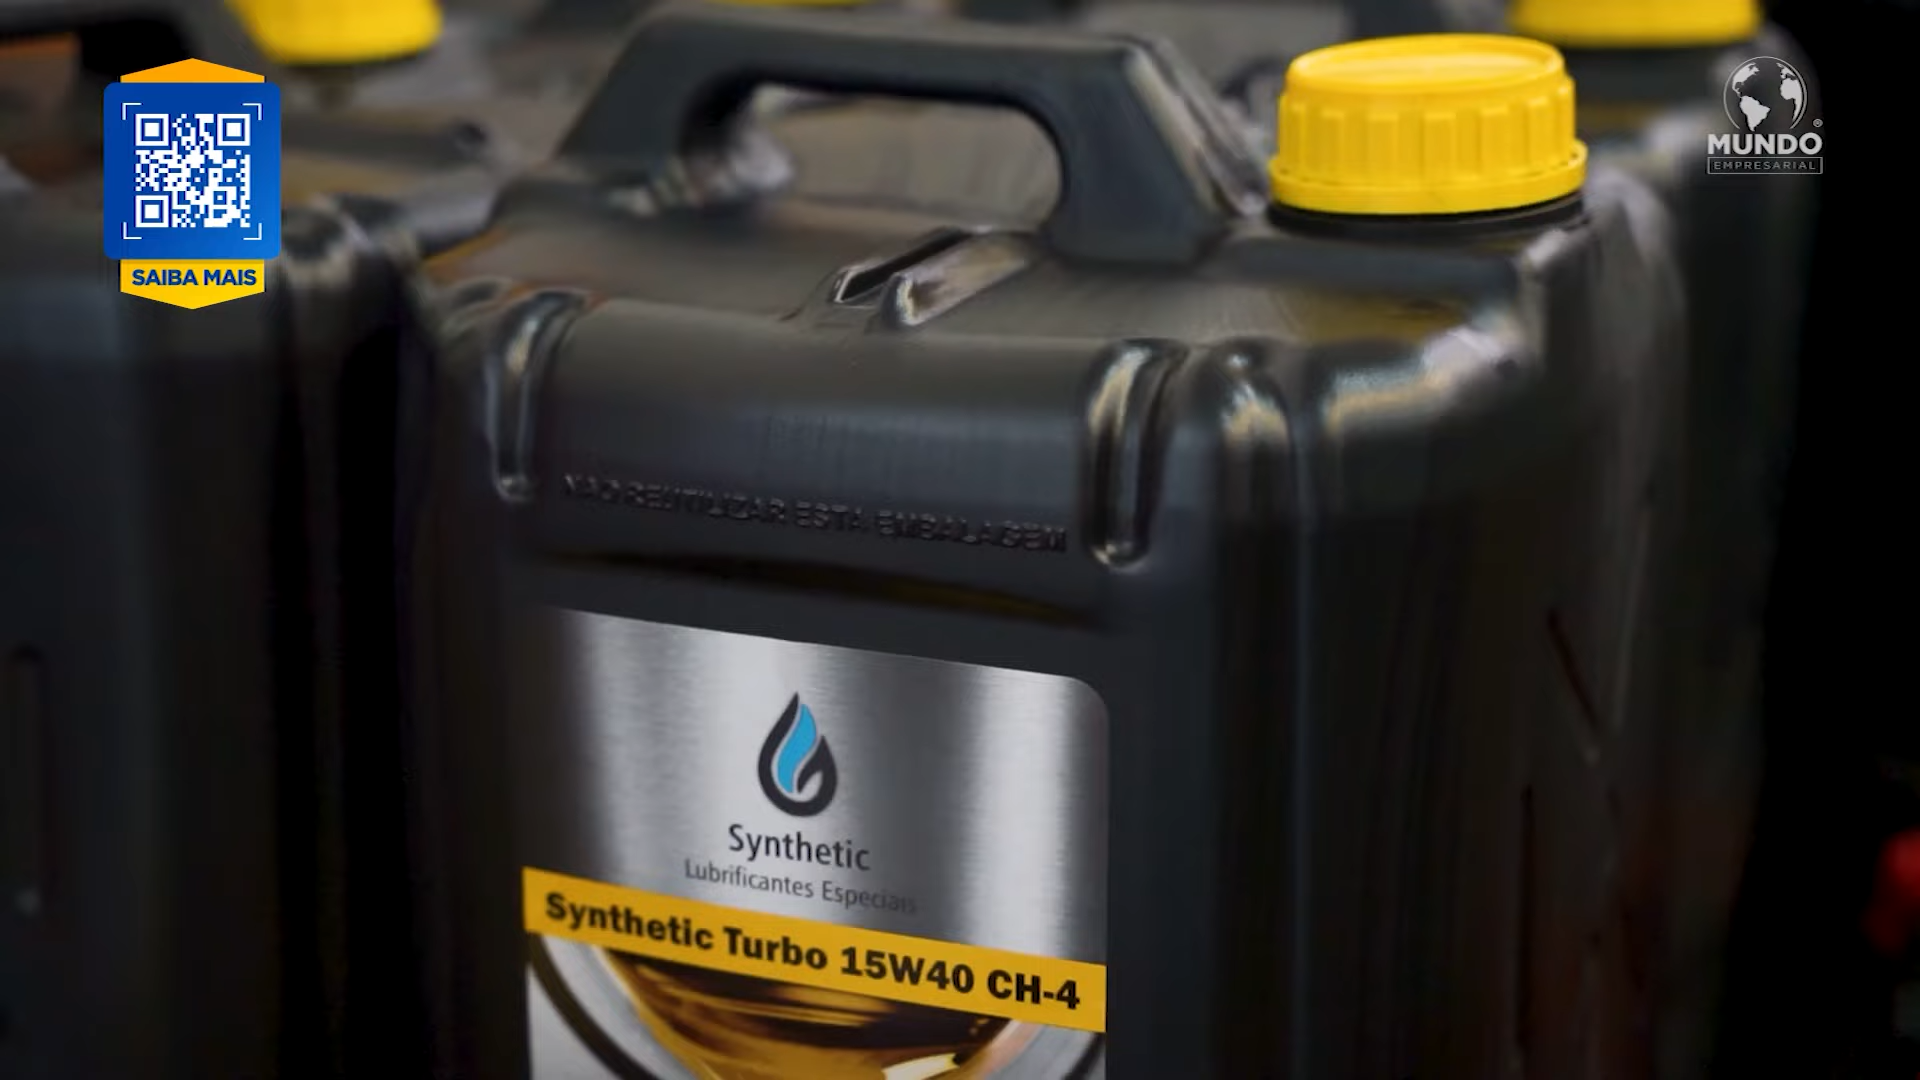 SAIBA MAIS
MUNDO
EMPRESARIAL
NÃO REUTILIZAR ESTA EMBALAGEM
Synthetic
Lubrificantes Especiais
Synthetic Turbo 15W40 CH-4